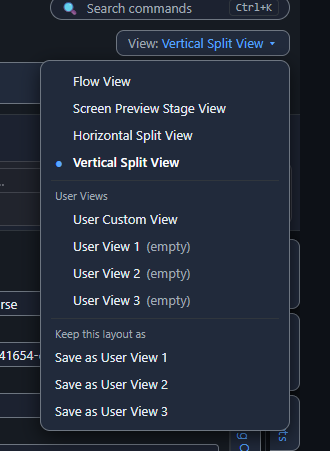 Search commands Ctrl+K
View: Vertical Split View
Flow View
Screen Preview Stage View
Horizontal Split View
Vertical Split View
User Views
User Custom View
User View 1 (empty)
User View 2 (empty)
User View 3 (empty)
Keep this layout as
Save as User View 1
Save as User View 2
Save as User View 3